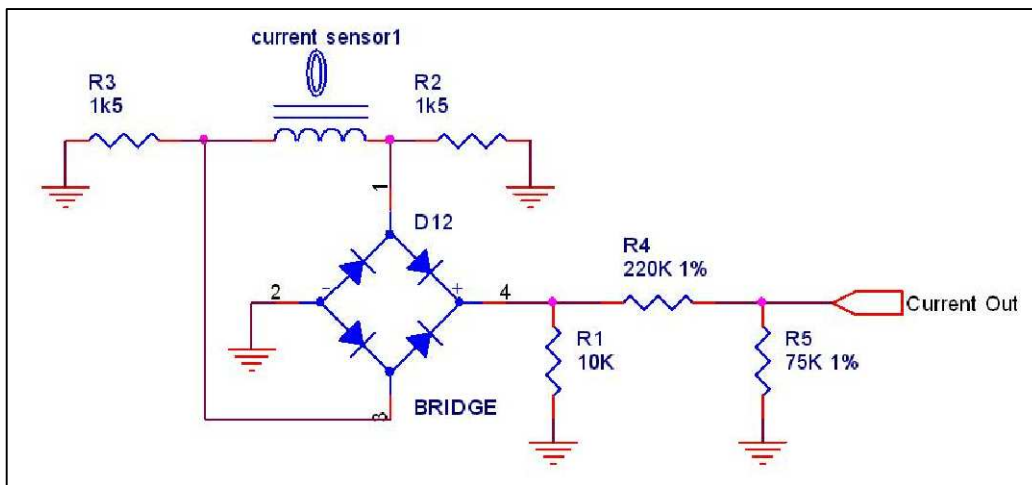 current sensor1
R3
1k5
R2
1k5
1
D12
R4
220K 1%
-
+
2
4
Current Out
R1
10K
R5
75K 1%
3
BRIDGE